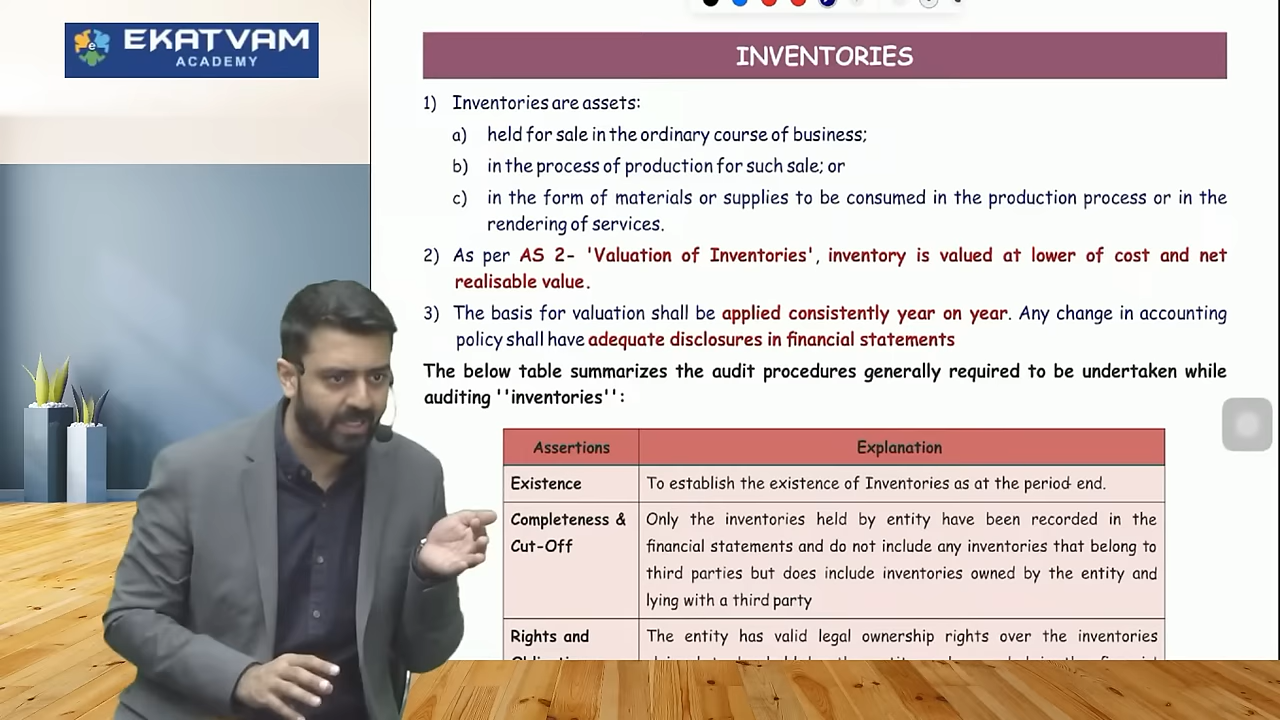 EKATVAM
ACADEMY
INVENTORIES
1) Inventories are assets:
a) held for sale in the ordinary course of business;
b) in the process of production for such sale; or
c) in the form of materials or supplies to be consumed in the production process or in the
rendering of services.
2) As per AS 2- 'Valuation of Inventories', inventory is valued at lower of cost and net
realisable value.
3) The basis for valuation shall be applied consistently year on year. Any change in accounting
policy shall have adequate disclosures in financial statements
The below table summarizes the audit procedures generally required to be undertaken while
auditing ''inventories'':
Assertions Explanation
Existence To establish the existence of Inventories as at the period end.
Completeness & Only the inventories held by entity have been recorded in the
Cut-Off financial statements and do not include any inventories that belong to
third parties but does include inventories owned by the entity and
lying with a third party
Rights and The entity has valid legal ownership rights over the inventories